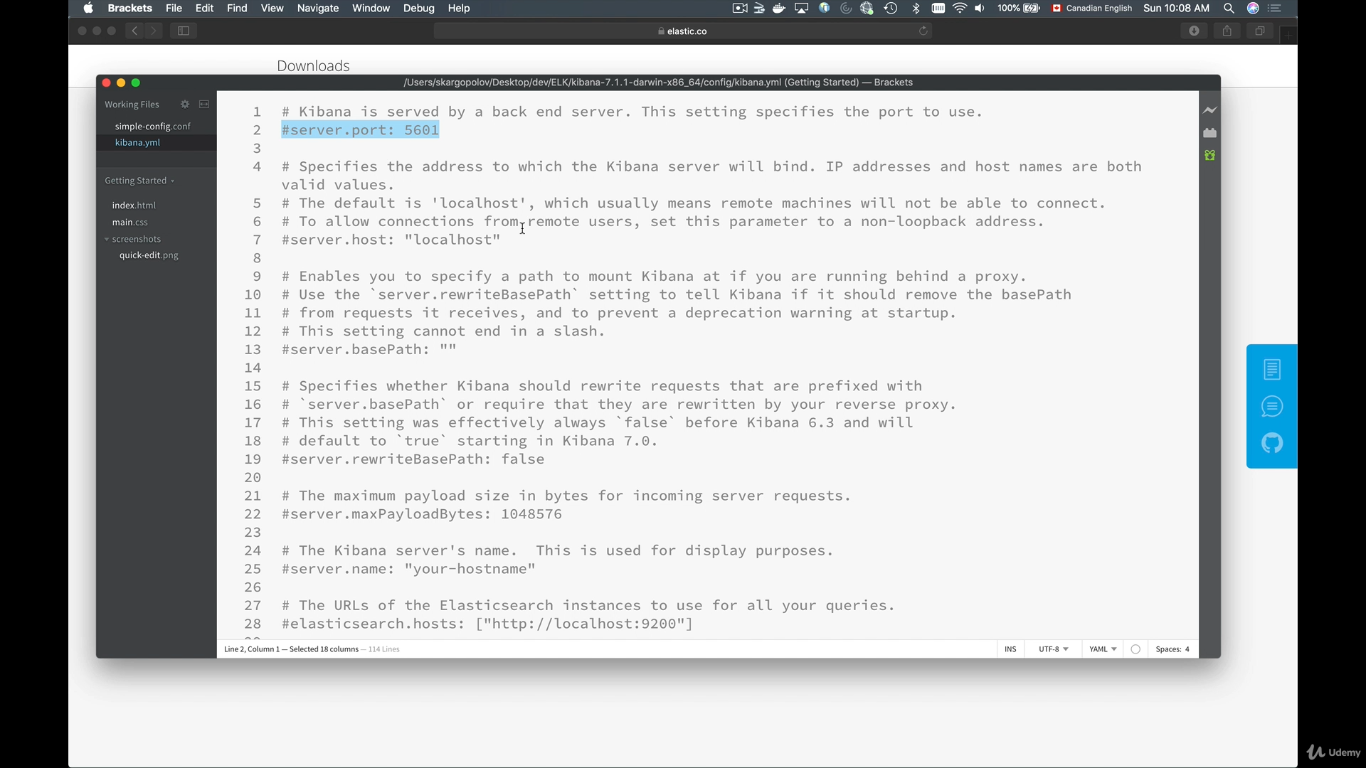 Brackets File Edit Find View Navigate Window Debug Help 100% Canadian English Sun 10:08 AM
elastic.co
Downloads
/Users/skargopolov/Desktop/dev/ELK/kibana-7.1.1-darwin-x86_64/config/kibana.yml (Getting Started) — Brackets
Working Files
simple-config.conf
kibana.yml
Getting Started
index.html
main.css
screenshots
quick-edit.png
1 # Kibana is served by a back end server. This setting specifies the port to use.
2 #server.port: 5601
3
4 # Specifies the address to which the Kibana server will bind. IP addresses and host names are both
valid values.
5 # The default is 'localhost', which usually means remote machines will not be able to connect.
6 # To allow connections from remote users, set this parameter to a non-loopback address.
7 #server.host: "localhost"
8
9 # Enables you to specify a path to mount Kibana at if you are running behind a proxy.
10 # Use the `server.rewriteBasePath` setting to tell Kibana if it should remove the basePath
11 # from requests it receives, and to prevent a deprecation warning at startup.
12 # This setting cannot end in a slash.
13 #server.basePath: ""
14
15 # Specifies whether Kibana should rewrite requests that are prefixed with
16 # `server.basePath` or require that they are rewritten by your reverse proxy.
17 # This setting was effectively always `false` before Kibana 6.3 and will
18 # default to `true` starting in Kibana 7.0.
19 #server.rewriteBasePath: false
20
21 # The maximum payload size in bytes for incoming server requests.
22 #server.maxPayloadBytes: 1048576
23
24 # The Kibana server's name.  This is used for display purposes.
25 #server.name: "your-hostname"
26
27 # The URLs of the Elasticsearch instances to use for all your queries.
28 #elasticsearch.hosts: ["http://localhost:9200"]
Line 2, Column 1 — Selected 18 columns — 114 Lines INS UTF-8 YAML Spaces: 4
Udemy